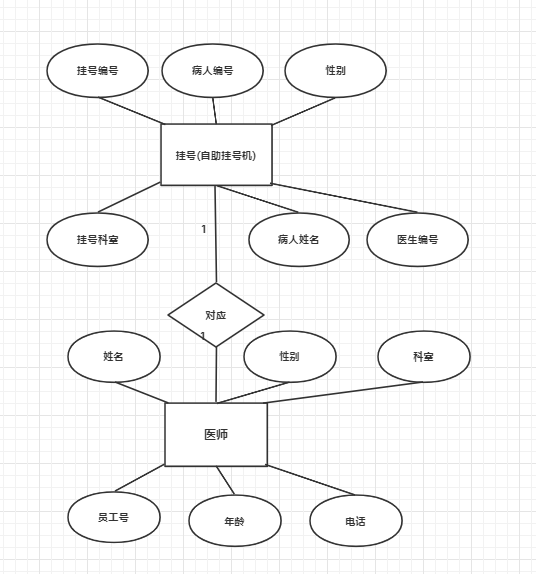 挂号编号
病人编号
性别
挂号(自助挂号机)
挂号科室
病人姓名
医生编号
1
对应
1
姓名
性别
科室
医师
员工号
年龄
电话